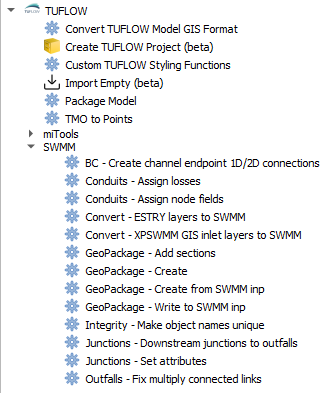 TUFLOW
Convert TUFLOW Model GIS Format
Create TUFLOW Project (beta)
Custom TUFLOW Styling Functions
Import Empty (beta)
Package Model
TMO to Points
miTools
SWMM
BC - Create channel endpoint 1D/2D connections
Conduits - Assign losses
Conduits - Assign node fields
Convert - ESTRY layers to SWMM
Convert - XPSWMM GIS inlet layers to SWMM
GeoPackage - Add sections
GeoPackage - Create
GeoPackage - Create from SWMM inp
GeoPackage - Write to SWMM inp
Integrity - Make object names unique
Junctions - Downstream junctions to outfalls
Junctions - Set attributes
Outfalls - Fix multiply connected links